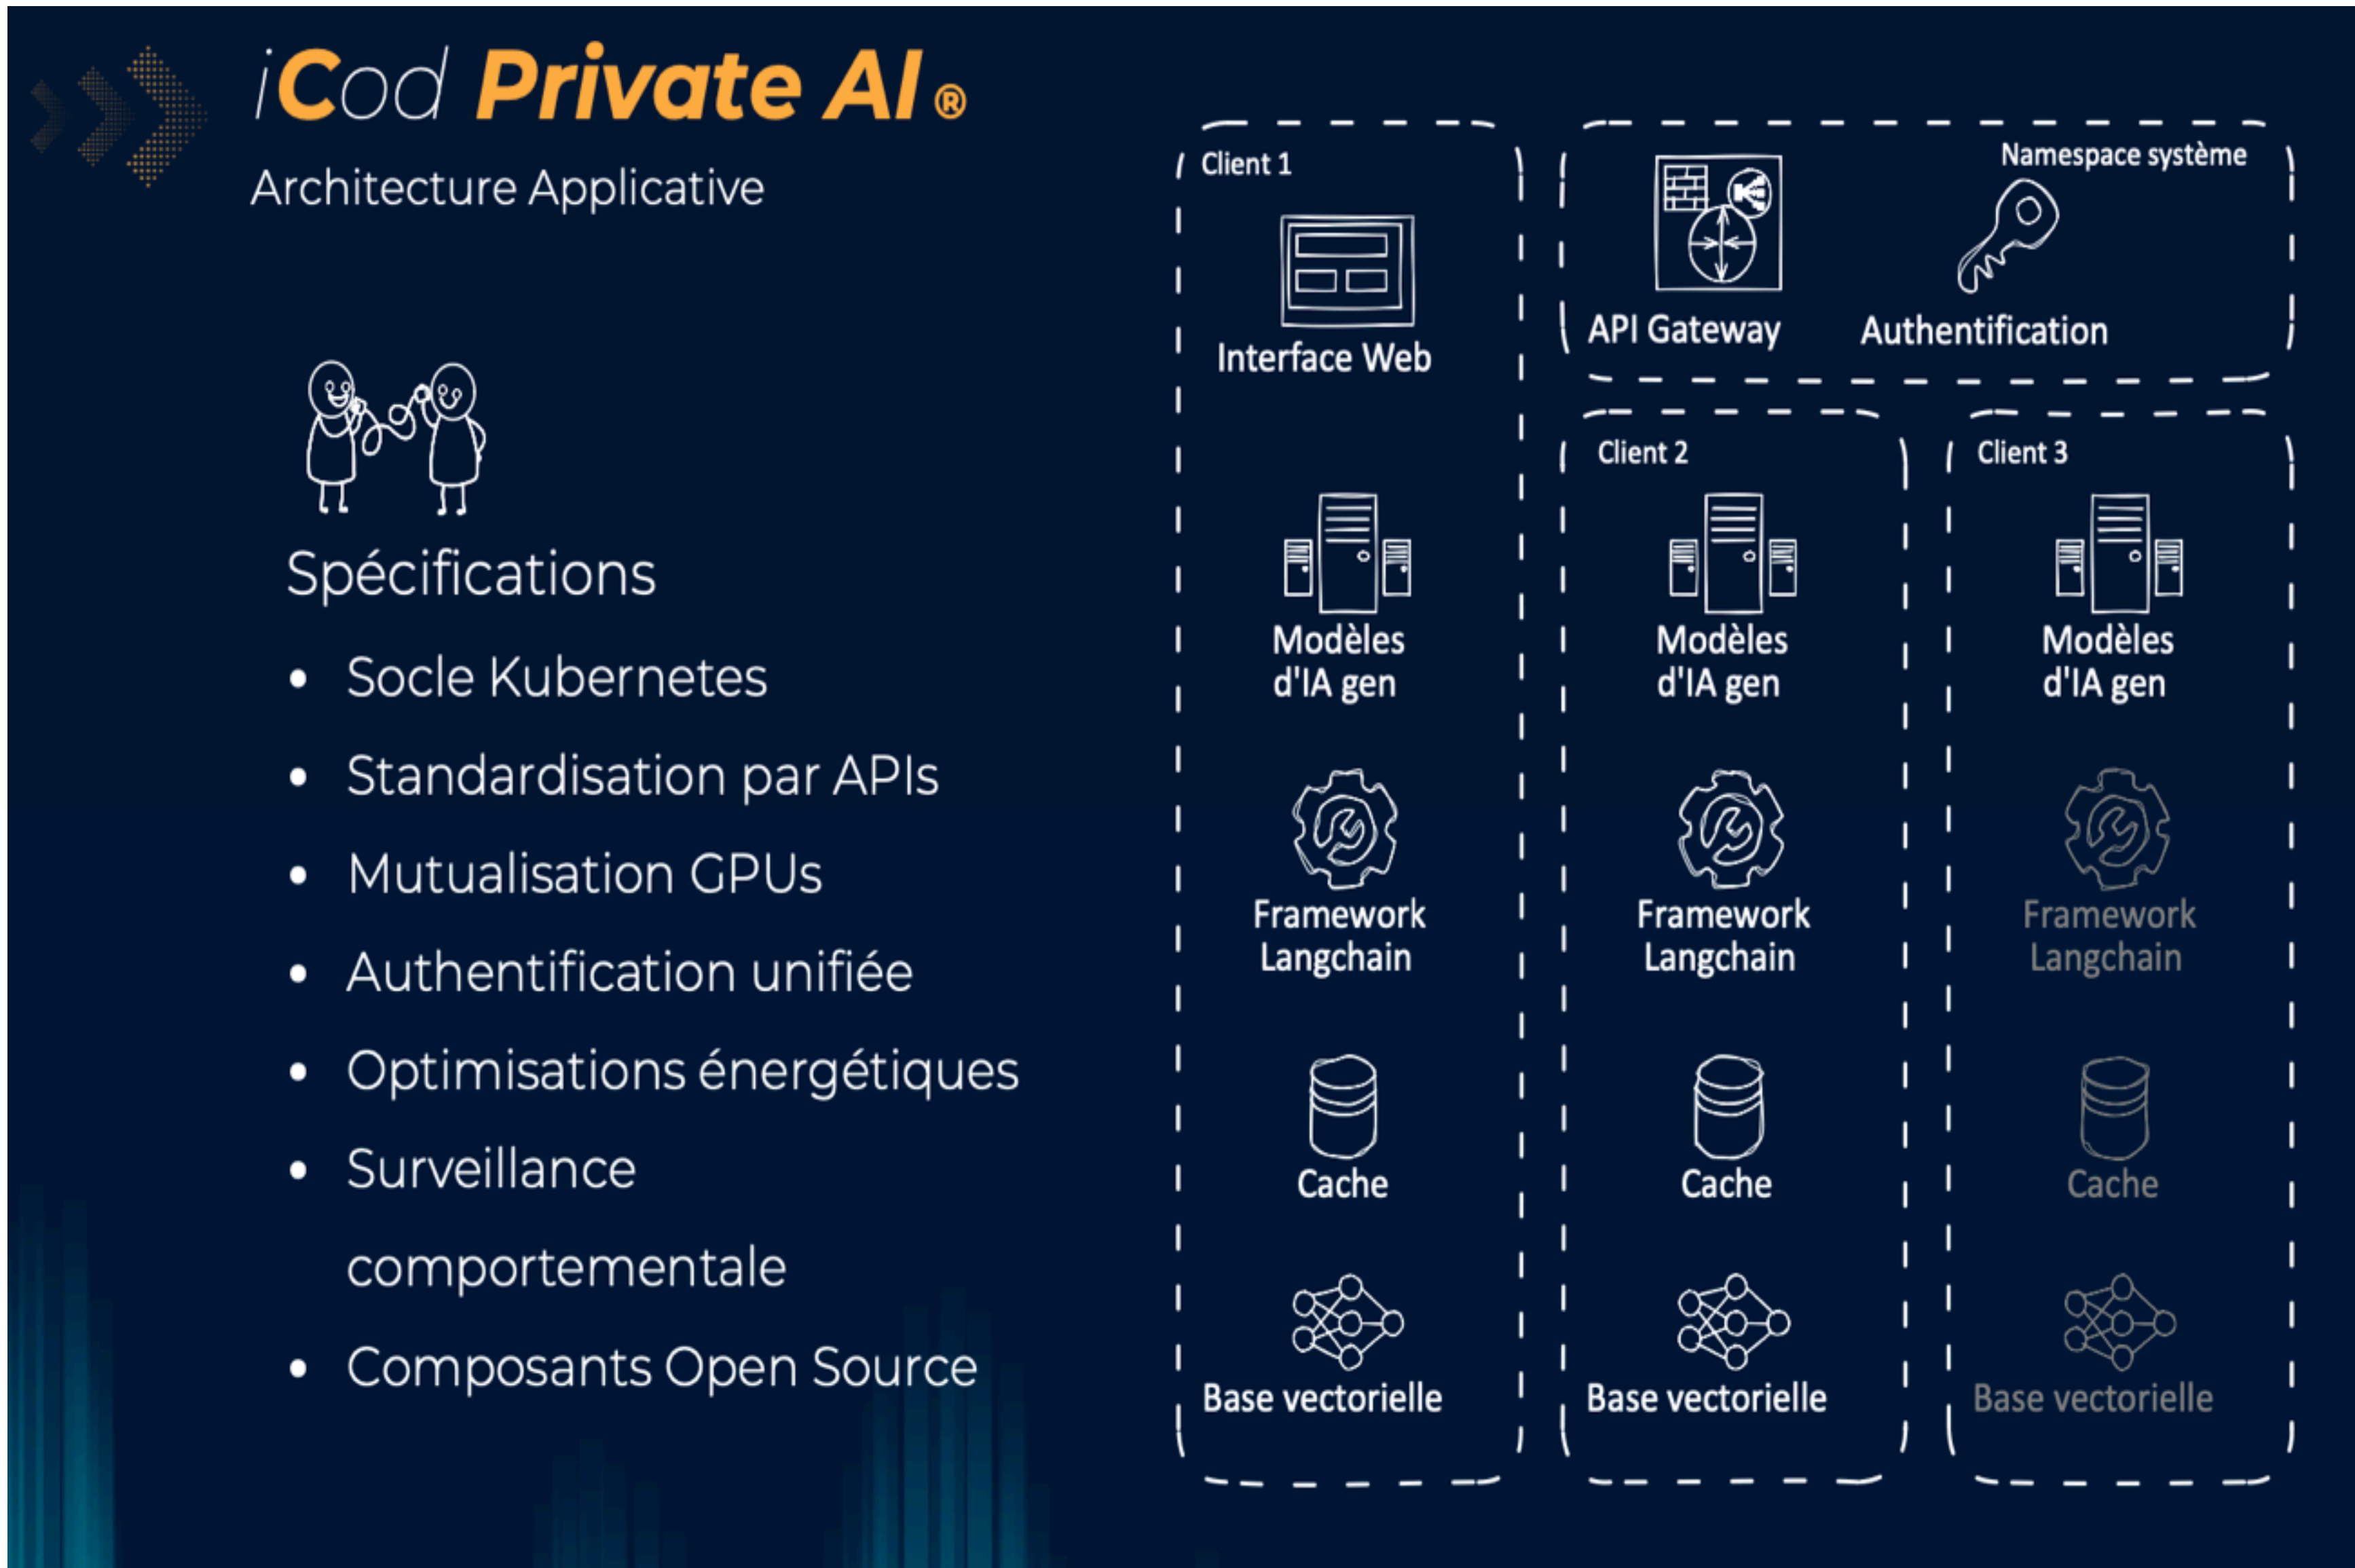 iCod Private AI ®
Architecture Applicative
Spécifications
• Socle Kubernetes
• Standardisation par APIs
• Mutualisation GPUs
• Authentification unifiée
• Optimisations énergétiques
• Surveillance
comportementale
• Composants Open Source
Client 1
Interface Web
Modèles
d'IA gen
Framework
Langchain
Cache
Base vectorielle
Namespace système
API Gateway
Authentification
Client 2
Modèles
d'IA gen
Framework
Langchain
Cache
Base vectorielle
Client 3
Modèles
d'IA gen
Framework
Langchain
Cache
Base vectorielle